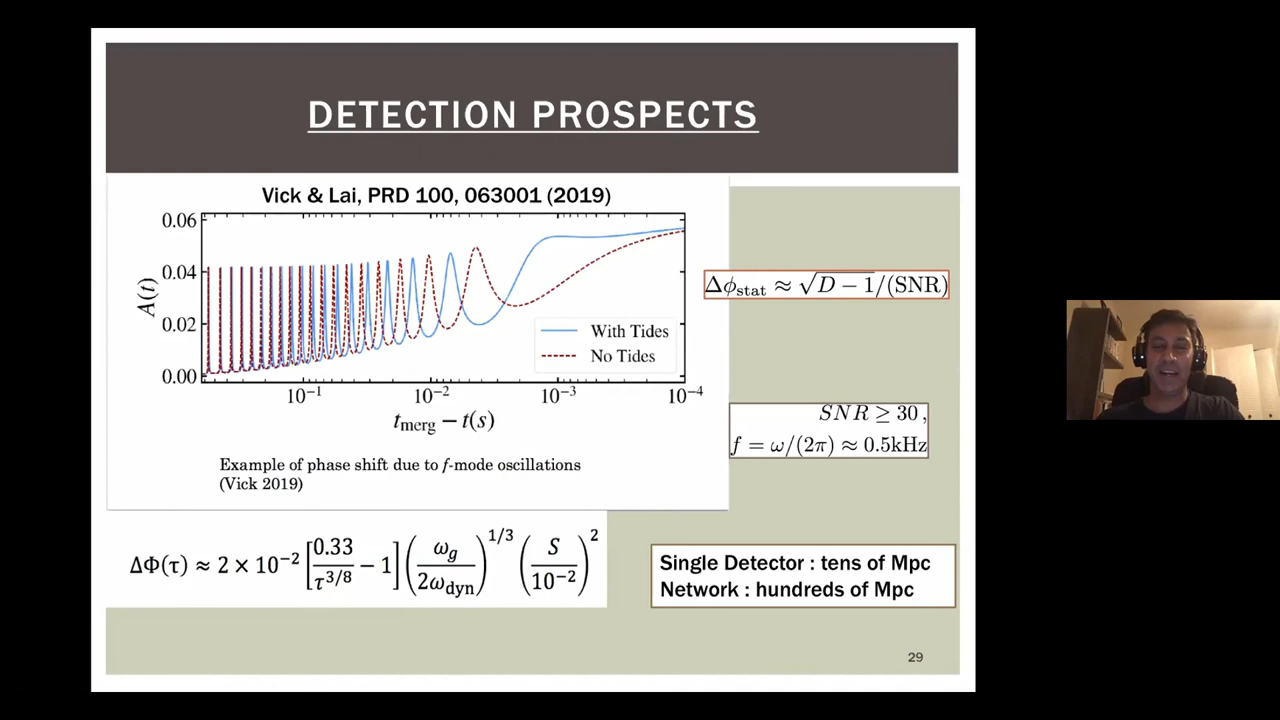 DETECTION PROSPECTS
Vick & Lai, PRD 100, 063001 (2019)
0.06
0.04
0.02
0.00
A(t)
With Tides
No Tides
10⁻¹ 10⁻² 10⁻³ 10⁻⁴
t_merg − t(s)
Example of phase shift due to f-mode oscillations
(Vick 2019)
Δϕ_stat ≈ √(D − 1)/(SNR)
SNR ≥ 30 ,
f = ω/(2π) ≈ 0.5kHz
ΔΦ(τ) ≈ 2 × 10⁻² [0.33/τ^{3/8} − 1] (ω_g/2ω_dyn)^{1/3} (S/10⁻²)²
Single Detector : tens of Mpc
Network : hundreds of Mpc
29